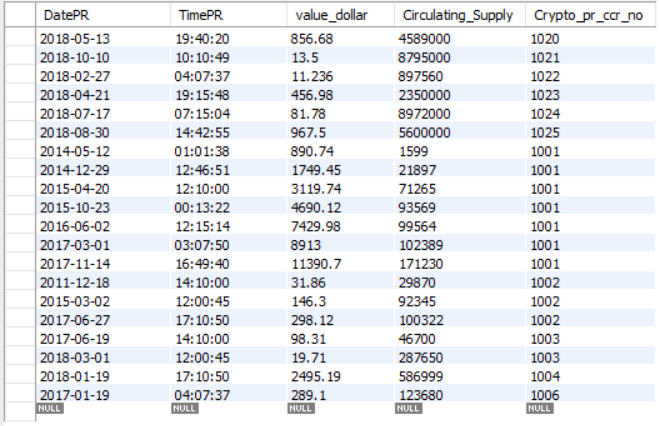 DatePR TimePR value_dollar Circulating_Supply Crypto_pr_ccr_no
2018-05-13 19:40:20 856.68 4589000 1020
2018-10-10 10:10:49 13.5 8795000 1021
2018-02-27 04:07:37 11.236 897560 1022
2018-04-21 19:15:48 456.98 2350000 1023
2018-07-17 07:15:04 81.78 8972000 1024
2018-08-30 14:42:55 967.5 5600000 1025
2014-05-12 01:01:38 890.74 1599 1001
2014-12-29 12:46:51 1749.45 21897 1001
2015-04-20 12:10:00 3119.74 71265 1001
2015-10-23 00:13:22 4690.12 93569 1001
2016-06-02 12:15:14 7429.98 99564 1001
2017-03-01 03:07:50 8913 102389 1001
2017-11-14 16:49:40 11390.7 171230 1001
2011-12-18 14:10:00 31.86 29870 1002
2015-03-02 12:00:45 146.3 92345 1002
2017-06-27 17:10:50 298.12 100322 1002
2017-06-19 14:10:00 98.31 46700 1003
2018-03-01 12:00:45 19.71 287650 1003
2018-01-19 17:10:50 2495.19 586999 1004
2017-01-19 04:07:37 289.1 123680 1006
NULL NULL NULL NULL NULL